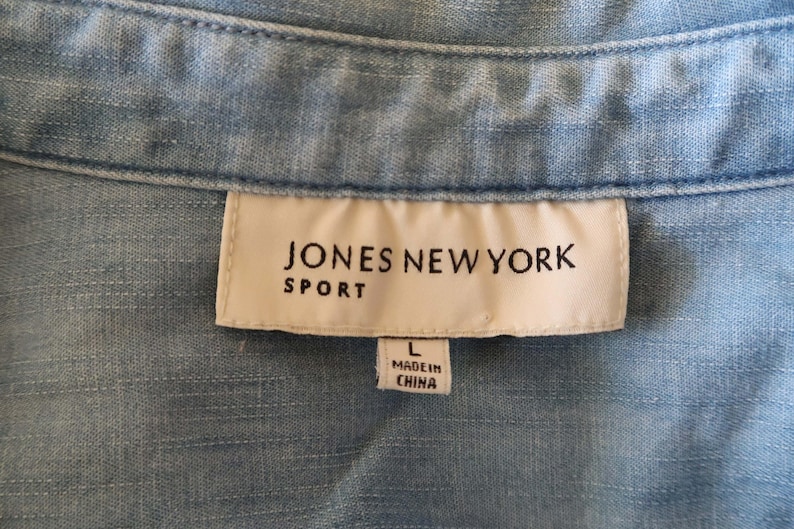 JONES NEW YORK
SPORT
L
MADE IN
CHINA